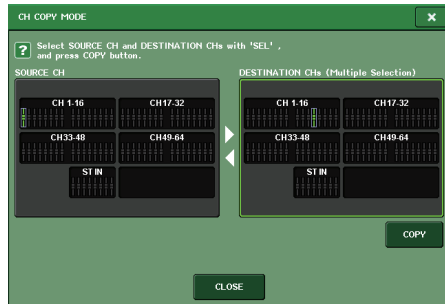 CH COPY MODE
×
? Select SOURCE CH and DESTINATION CHs with 'SEL' ,
and press COPY button.
SOURCE CH
DESTINATION CHs (Multiple Selection)
CH 1-16
CH17-32
CH 1-16
CH17-32
CH33-48
CH49-64
CH33-48
CH49-64
ST IN
ST IN
COPY
CLOSE